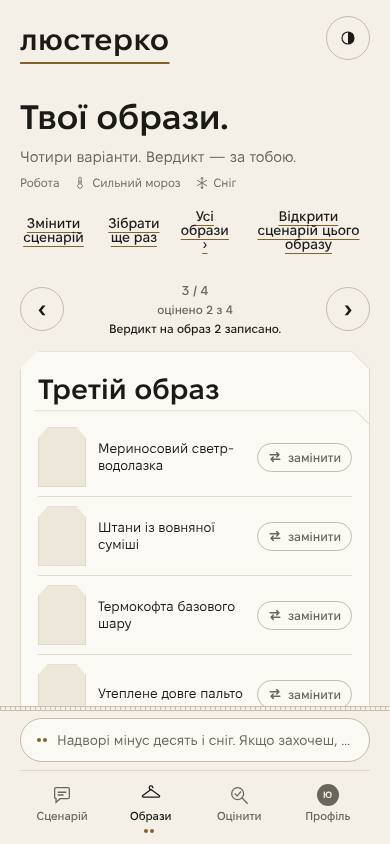 люстерко
Твої образи.
Чотири варіанти. Вердикт — за тобою.
Робота Сильний мороз Сніг
Змінити
сценарій
Зібрати
ще раз
Усі
образи
›
Відкрити
сценарій цього
образу
‹
3 / 4
оцінено 2 з 4
Вердикт на образ 2 записано.
›
Третій образ
Мериносовий светр-
водолазка
замінити
Штани із вовняної
суміші
замінити
Термокофта базового
шару
замінити
Утеплене довге пальто
замінити
Надворі мінус десять і сніг. Якщо захочеш, ...
Сценарій
Образи
Оцінити
Ю
Профіль